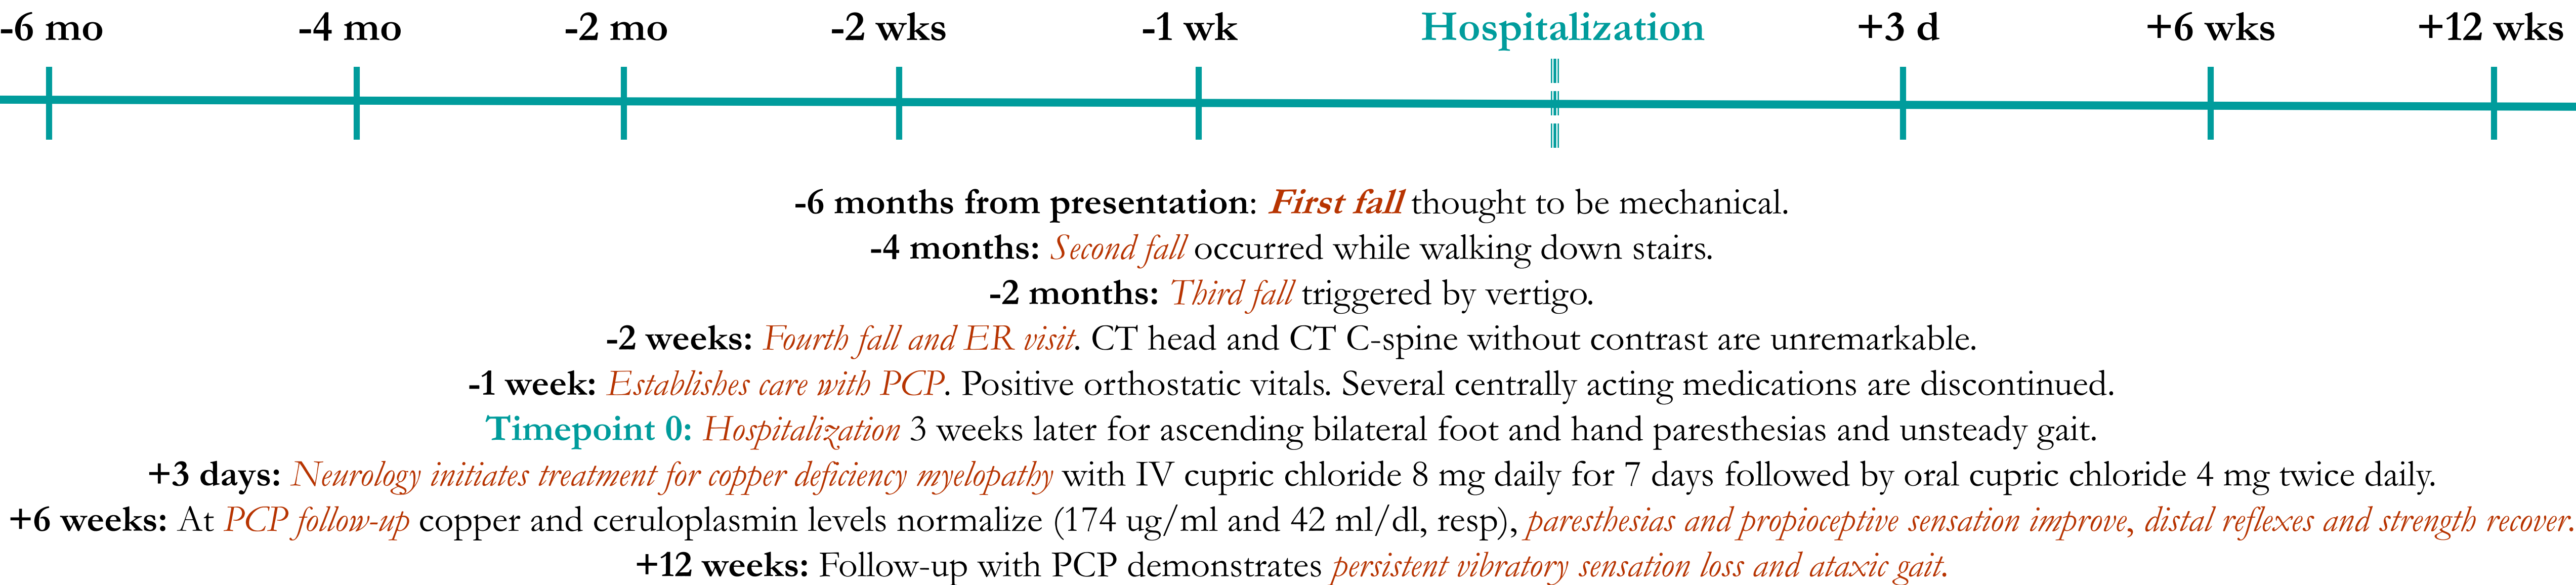 -6 mo -4 mo -2 mo -2 wks -1 wk Hospitalization +3 d +6 wks +12 wks
-6 months from presentation: First fall thought to be mechanical.
-4 months: Second fall occurred while walking down stairs.
-2 months: Third fall triggered by vertigo.
-2 weeks: Fourth fall and ER visit. CT head and CT C-spine without contrast are unremarkable.
-1 week: Establishes care with PCP. Positive orthostatic vitals. Several centrally acting medications are discontinued.
Timepoint 0: Hospitalization 3 weeks later for ascending bilateral foot and hand paresthesias and unsteady gait.
+3 days: Neurology initiates treatment for copper deficiency myelopathy with IV cupric chloride 8 mg daily for 7 days followed by oral cupric chloride 4 mg twice daily.
+6 weeks: At PCP follow-up copper and ceruloplasmin levels normalize (174 ug/ml and 42 ml/dl, resp), paresthesias and propioceptive sensation improve, distal reflexes and strength recover.
+12 weeks: Follow-up with PCP demonstrates persistent vibratory sensation loss and ataxic gait.